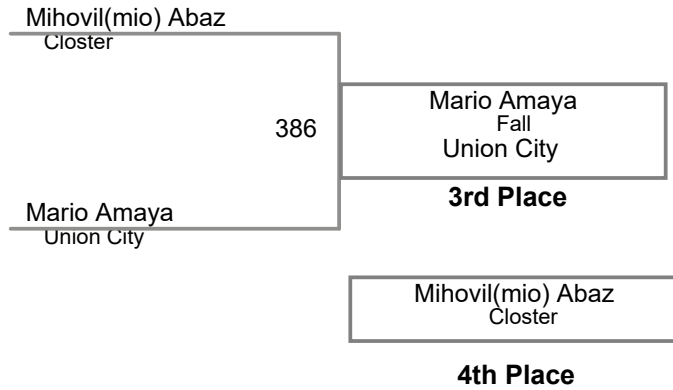 Mihovil(mio) Abaz
Closter
386
Mario Amaya
Fall
Union City
3rd Place
Mario Amaya
Union City
Mihovil(mio) Abaz
Closter
4th Place